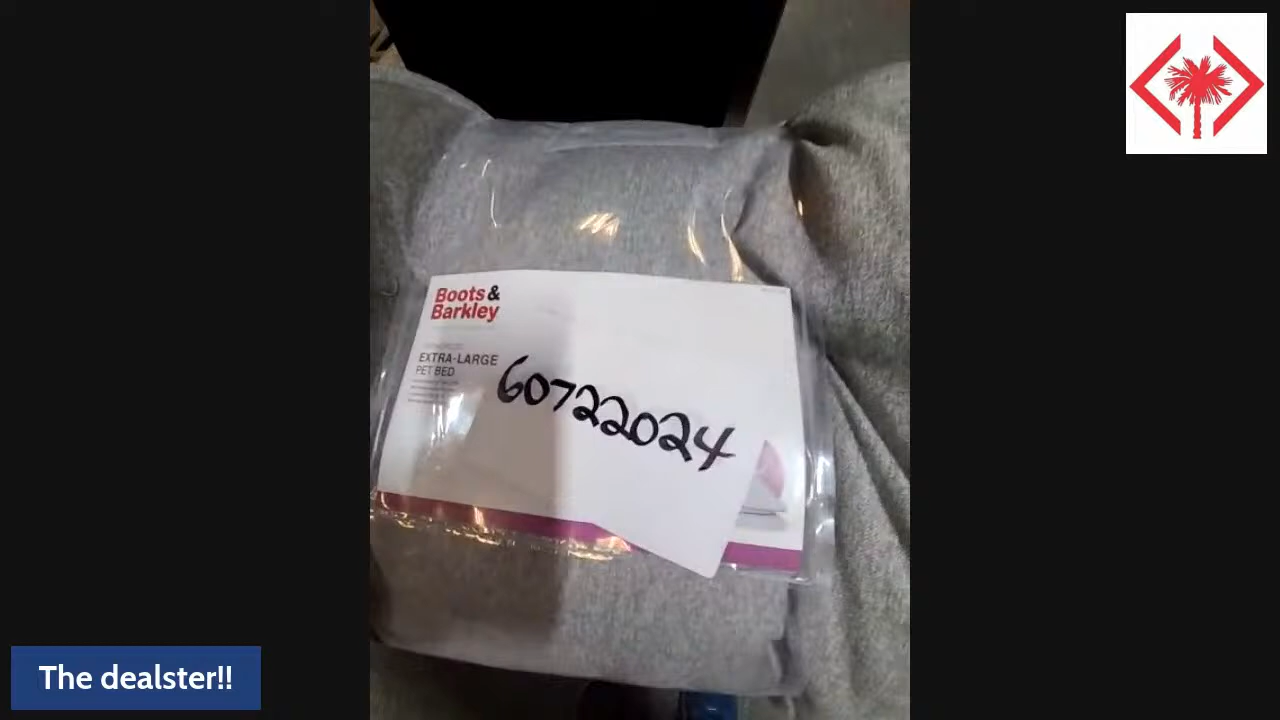 Boots &
Barkley
EXTRA-LARGE
PET BED
60722024
The dealster!!